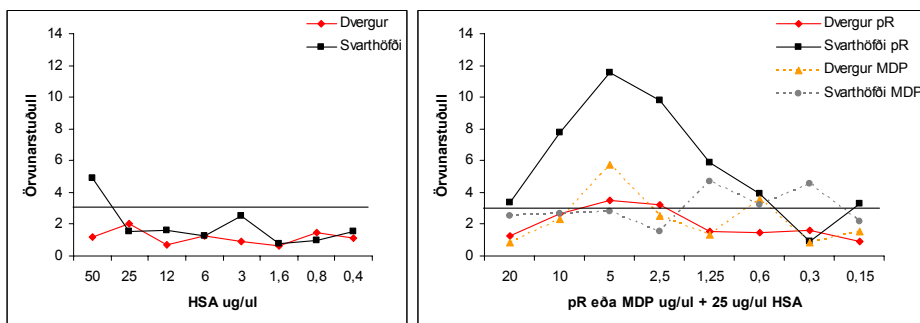 Dvergur
Svarthöfði
14
12
10
8
6
4
2
0
Örvunarstuðull
50 25 12 6 3 1,6 0,8 0,4
HSA ug/ul
Dvergur pR
Svarthöfði pR
Dvergur MDP
Svarthöfði MDP
14
12
10
8
6
4
2
0
Örvunarstuðull
20 10 5 2,5 1,25 0,6 0,3 0,15
pR eða MDP ug/ul + 25 ug/ul HSA